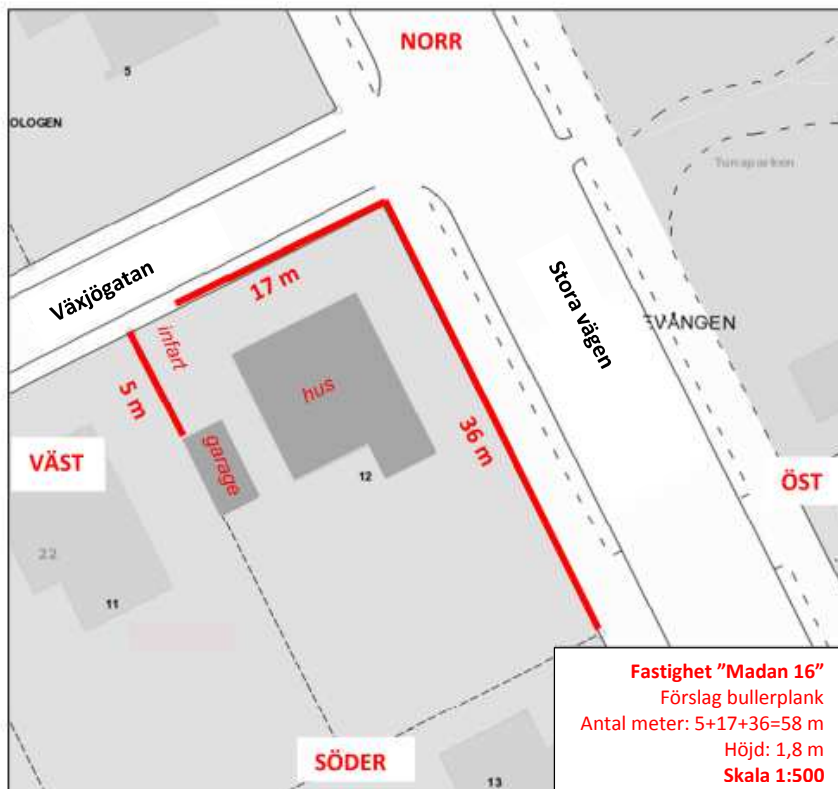 NORR
5
OLOGEN
Tunaparken
Växjögatan
17 m
Stora vägen
EVÅNGEN
infart
5 m
hus
36 m
garage
VÄST
12
ÖST
22
11
Fastighet ”Madan 16”
Förslag bullerplank
Antal meter: 5+17+36=58 m
Höjd: 1,8 m
Skala 1:500
SÖDER
13